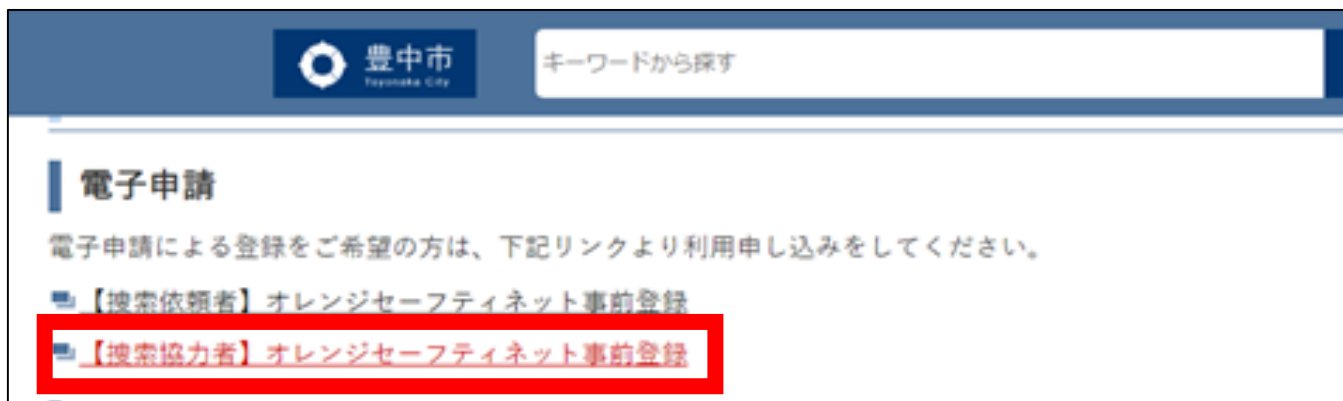 豊中市
Toyonaka City
キーワードから探す
電子申請
電子申請による登録をご希望の方は、下記リンクより利用申し込みをしてください。
【捜索依頼者】オレンジセーフティネット事前登録
【捜索協力者】オレンジセーフティネット事前登録